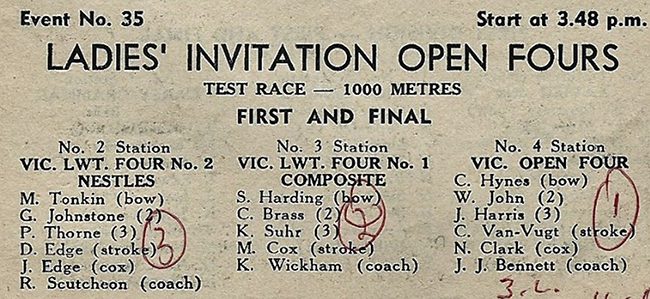 Event No. 35 Start at 3.48 p.m.
LADIES' INVITATION OPEN FOURS
TEST RACE — 1000 METRES
FIRST AND FINAL
No. 2 Station
VIC. LWT. FOUR No. 2
NESTLES
M. Tonkin (bow)
G. Johnstone (2)
P. Thorne (3)
D. Edge (stroke)
J. Edge (cox)
R. Scutcheon (coach)
3
No. 3 Station
VIC. LWT. FOUR No. 1
COMPOSITE
S. Harding (bow)
C. Brass (2)
K. Suhr (3)
M. Cox (stroke)
K. Wickham (coach)
2
No. 4 Station
VIC. OPEN FOUR
C. Hynes (bow)
W. John (2)
J. Harris (3)
C. Van-Vugt (stroke)
N. Clark (cox)
J. J. Bennett (coach)
1